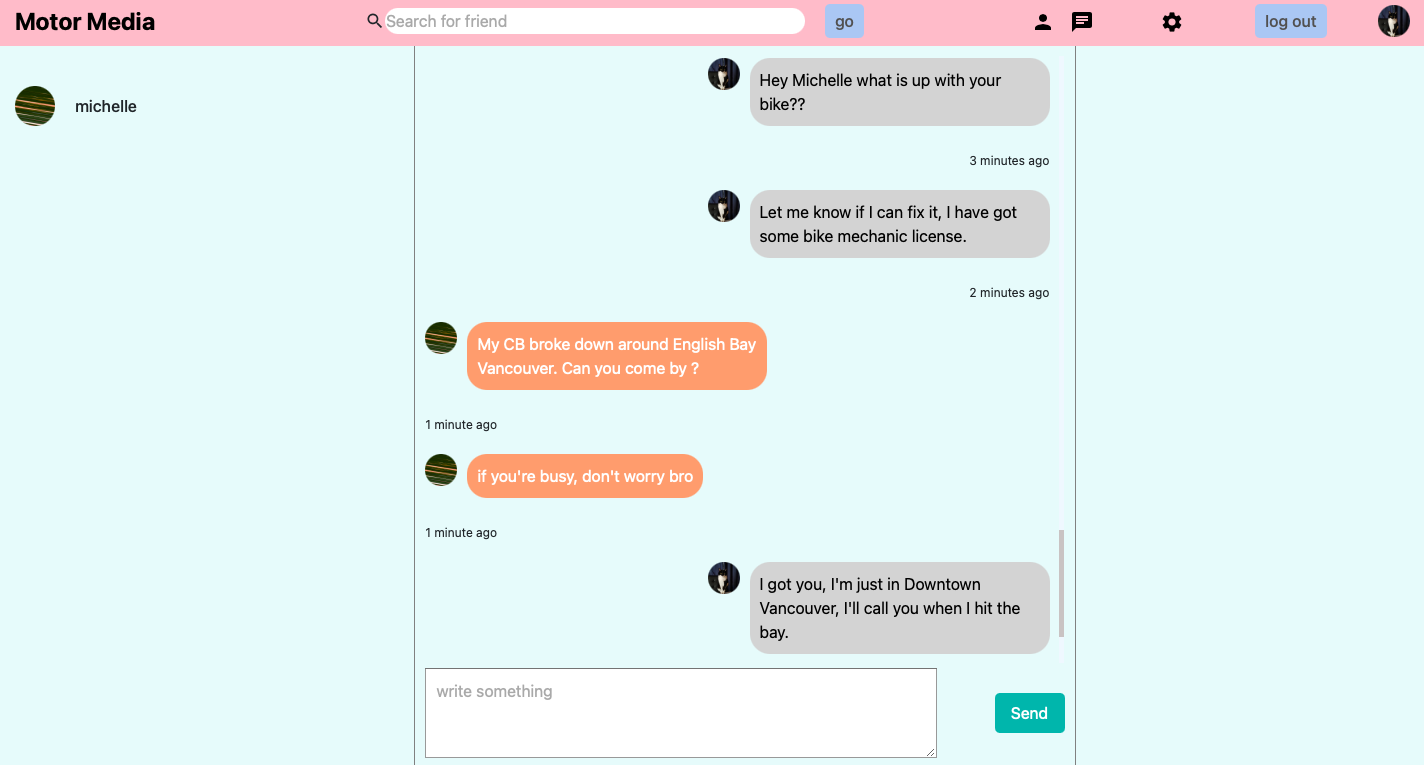 Motor Media
Search for friend
go
log out
michelle
Hey Michelle what is up with your
bike??
3 minutes ago
Let me know if I can fix it, I have got
some bike mechanic license.
2 minutes ago
My CB broke down around English Bay
Vancouver. Can you come by ?
1 minute ago
if you're busy, don't worry bro
1 minute ago
I got you, I'm just in Downtown
Vancouver, I'll call you when I hit the
bay.
write something
Send